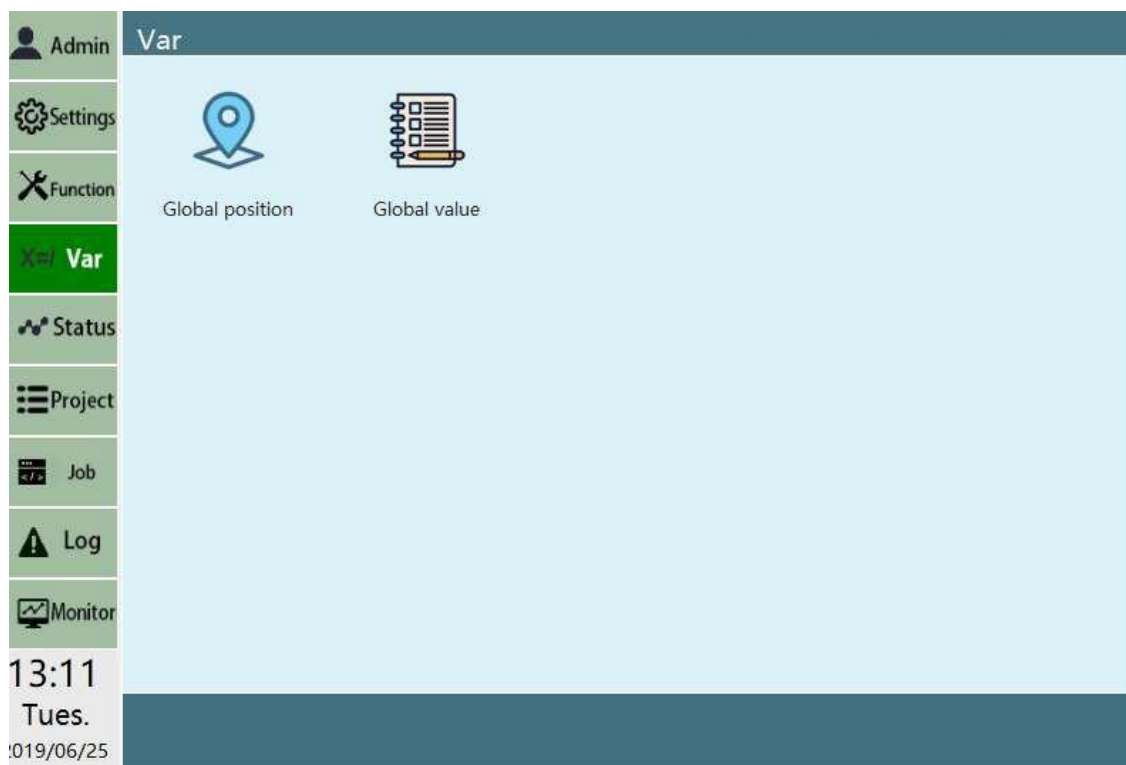 Admin
Settings
Function
X=/ Var
Status
Project
Job
Log
Monitor
13:11
Tues.
2019/06/25
Var
Global position
Global value